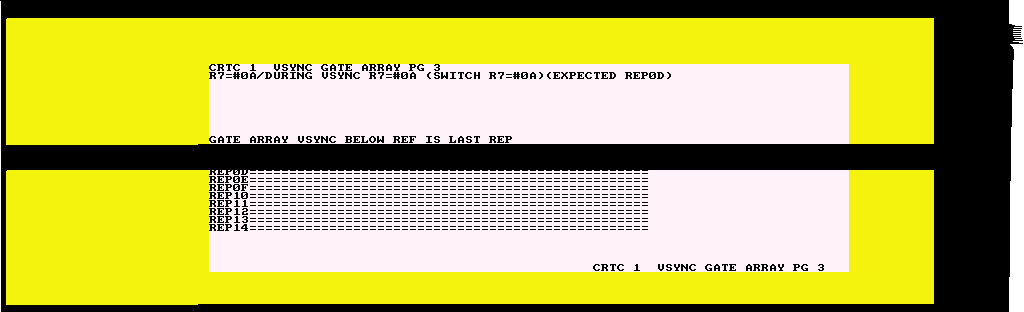 CRTC 1  VSYNC GATE ARRAY PG 3
R7=#0A/DURING VSYNC R7=#0A (SWITCH R7=#0A)(EXPECTED REP0D)
GATE ARRAY VSYNC BELOW REF IS LAST REP
REP0D==================================================
REP0E==================================================
REP0F==================================================
REP10==================================================
REP11==================================================
REP12==================================================
REP13==================================================
REP14==================================================
CRTC 1  VSYNC GATE ARRAY PG 3